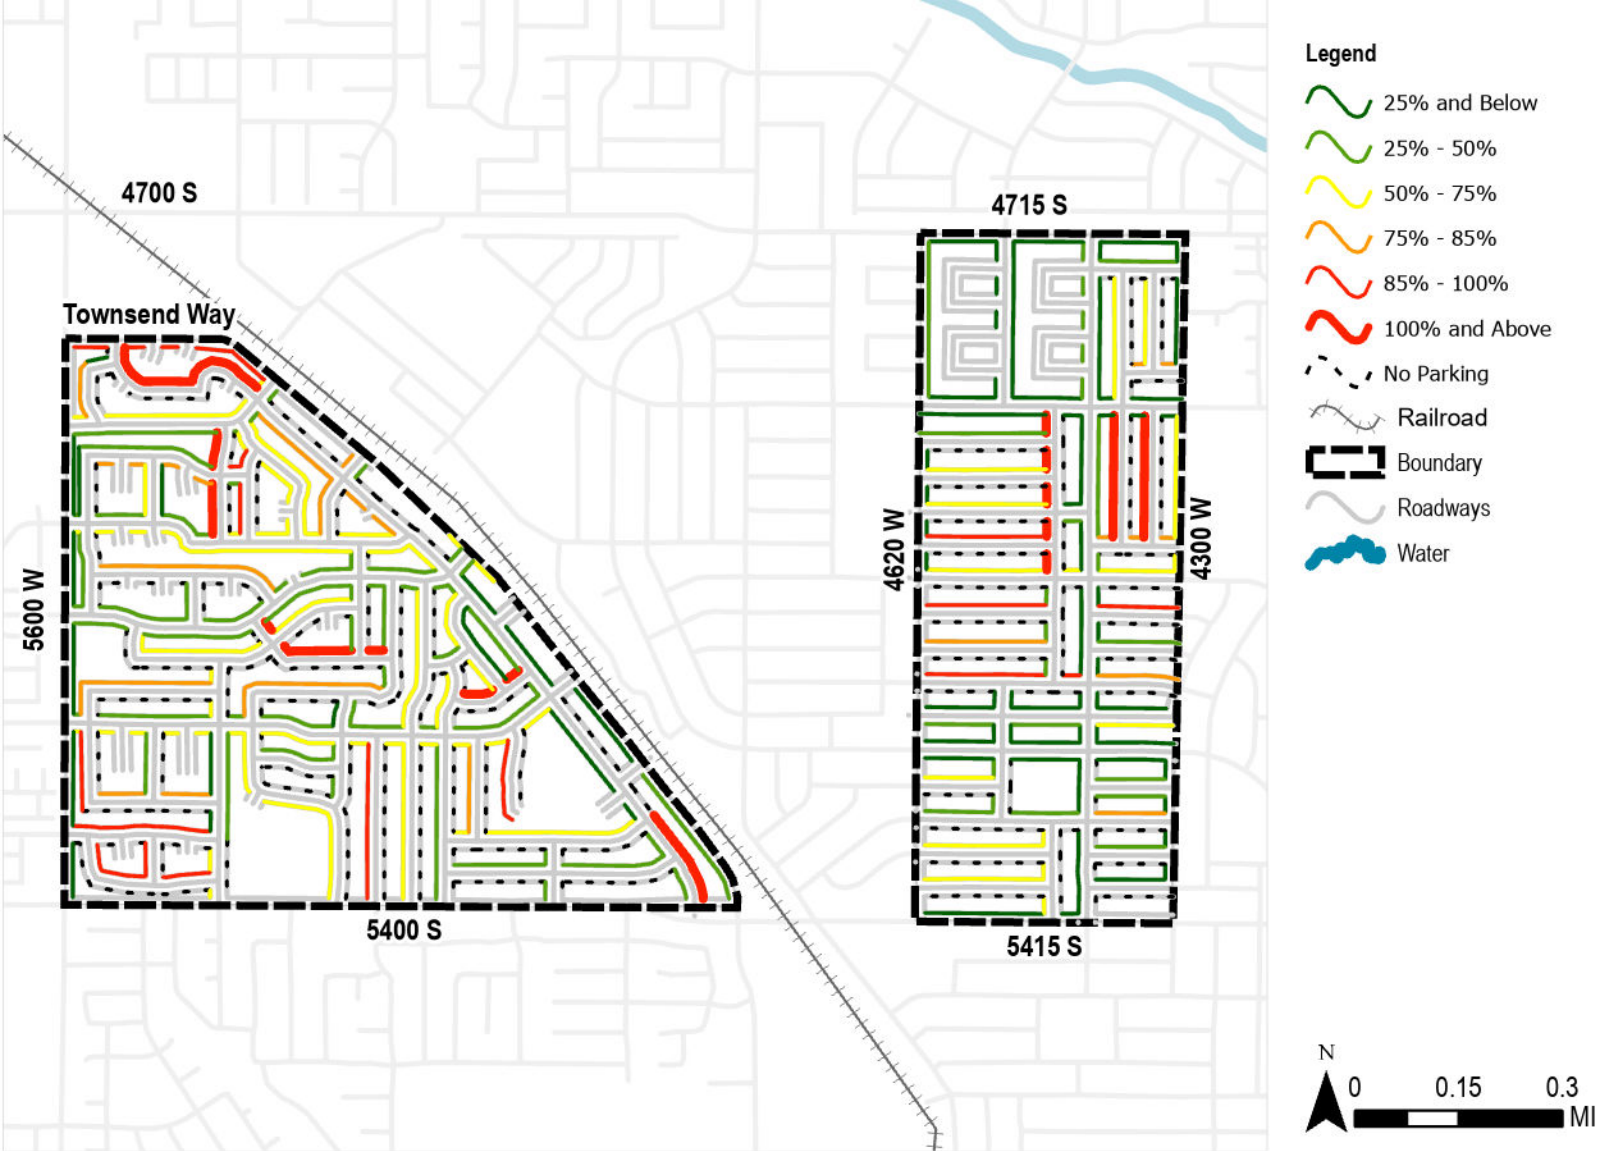 4700 S
4715 S
Townsend Way
5600 W
4620 W
4300 W
5400 S
5415 S
Legend
25% and Below
25% - 50%
50% - 75%
75% - 85%
85% - 100%
100% and Above
No Parking
Railroad
Boundary
Roadways
Water
N
0 0.15 0.3
MI